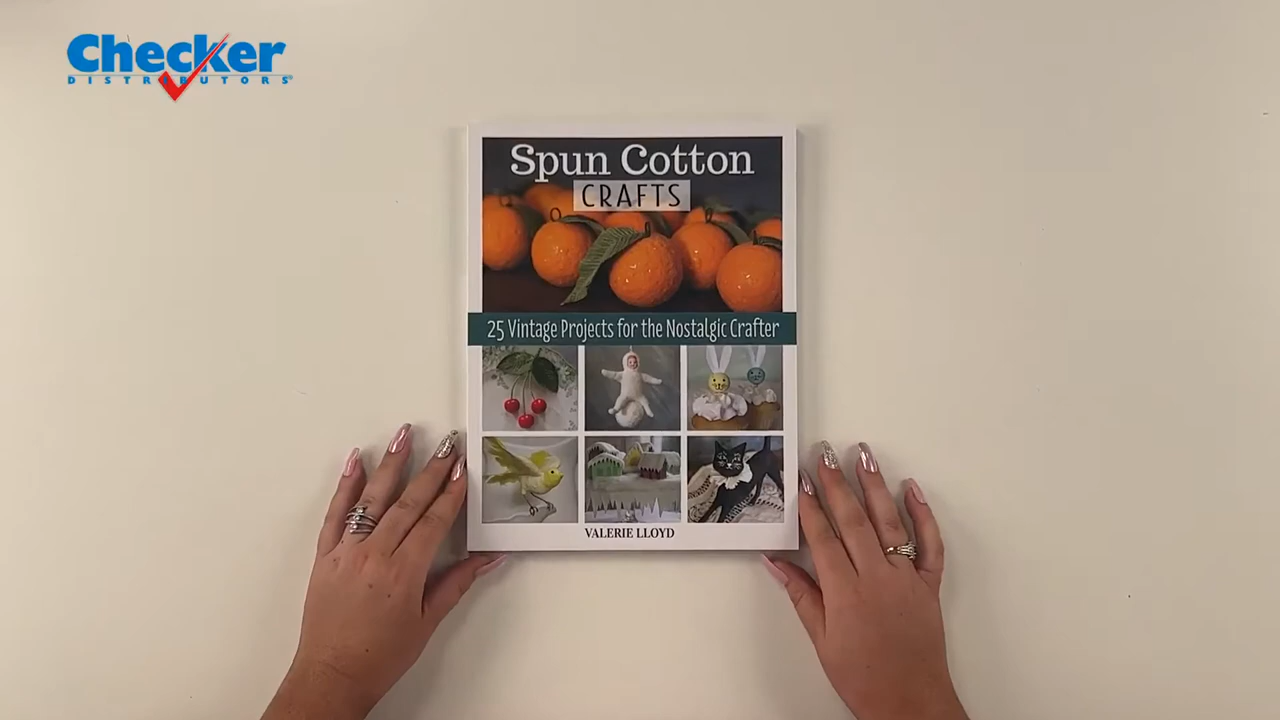 Checker
DISTRIBUTORS®
Spun Cotton
CRAFTS
25 Vintage Projects for the Nostalgic Crafter
VALERIE LLOYD